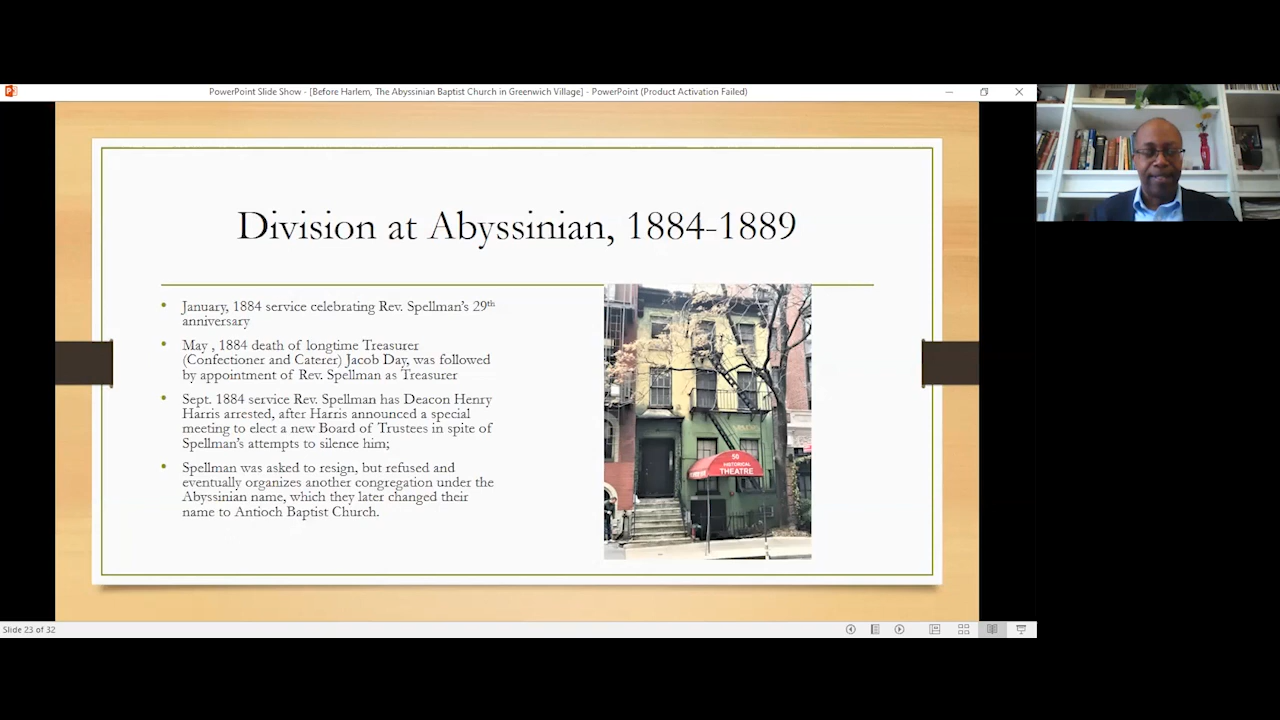 PowerPoint Slide Show - [Before Harlem, The Abyssinian Baptist Church in Greenwich Village] - PowerPoint (Product Activation Failed)
Division at Abyssinian, 1884-1889
• January, 1884 service celebrating Rev. Spellman's 29th
anniversary
• May , 1884 death of longtime Treasurer
(Confectioner and Caterer) Jacob Day, was followed
by appointment of Rev. Spellman as Treasurer
• Sept. 1884 service Rev. Spellman has Deacon Henry
Harris arrested, after Harris announced a special
meeting to elect a new Board of Trustees in spite of
Spellman's attempts to silence him;
• Spellman was asked to resign, but refused and
eventually organizes another congregation under the
Abyssinian name, which they later changed their
name to Antioch Baptist Church.
50
HISTORICAL
THEATRE
Slide 23 of 32